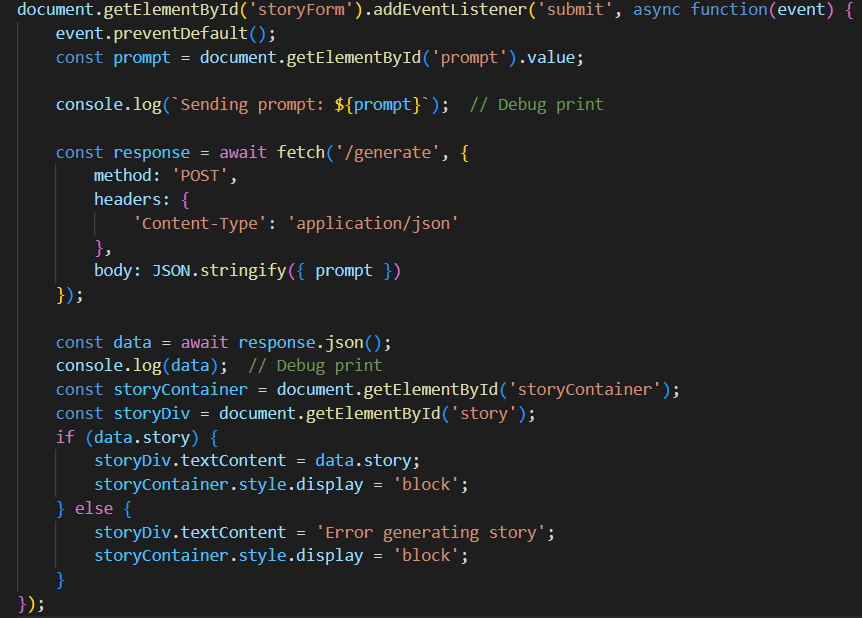 document.getElementById('storyForm').addEventListener('submit', async function(event) {
    event.preventDefault();
    const prompt = document.getElementById('prompt').value;

    console.log(`Sending prompt: ${prompt}`);  // Debug print

    const response = await fetch('/generate', {
        method: 'POST',
        headers: {
            'Content-Type': 'application/json'
        },
        body: JSON.stringify({ prompt })
    });

    const data = await response.json();
    console.log(data);  // Debug print
    const storyContainer = document.getElementById('storyContainer');
    const storyDiv = document.getElementById('story');
    if (data.story) {
        storyDiv.textContent = data.story;
        storyContainer.style.display = 'block';
    } else {
        storyDiv.textContent = 'Error generating story';
        storyContainer.style.display = 'block';
    }
});